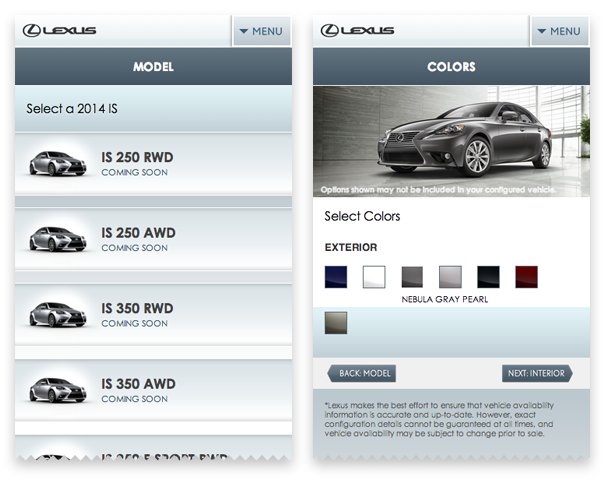 LEXUS
MENU
MODEL
Select a 2014 IS
IS 250 RWD
COMING SOON
IS 250 AWD
COMING SOON
IS 350 RWD
COMING SOON
IS 350 AWD
COMING SOON
IS 250 F SPORT RWD
LEXUS
MENU
COLORS
Options shown may not be included in your configured vehicle.
Select Colors
EXTERIOR
NEBULA GRAY PEARL
BACK: MODEL
NEXT: INTERIOR
*Lexus makes the best effort to ensure that vehicle availability
information is accurate and up-to-date. However, exact
configuration details cannot be guaranteed at all times, and
vehicle availability may be subject to change prior to sale.